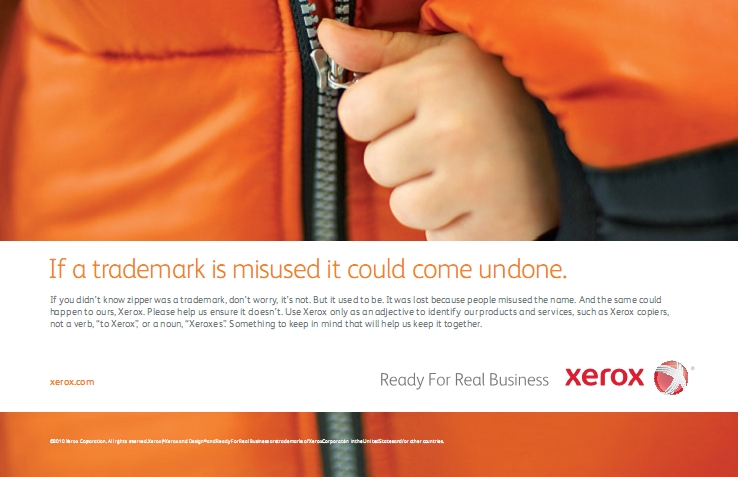 If a trademark is misused it could come undone.
If you didn't know zipper was a trademark, don't worry, it's not. But it used to be. It was lost because people misused the name. And the same could
happen to ours, Xerox. Please help us ensure it doesn't. Use Xerox only as an adjective to identify our products and services, such as Xerox copiers,
not a verb, “to Xerox”, or a noun, “Xeroxes”. Something to keep in mind that will help us keep it together.
xerox.com
Ready For Real Business xerox ®
©2010 Xerox Corporation. All rights reserved. Xerox® Xerox and Design® and Ready For Real Business are trademarks of Xerox Corporation in the United States and/or other countries.